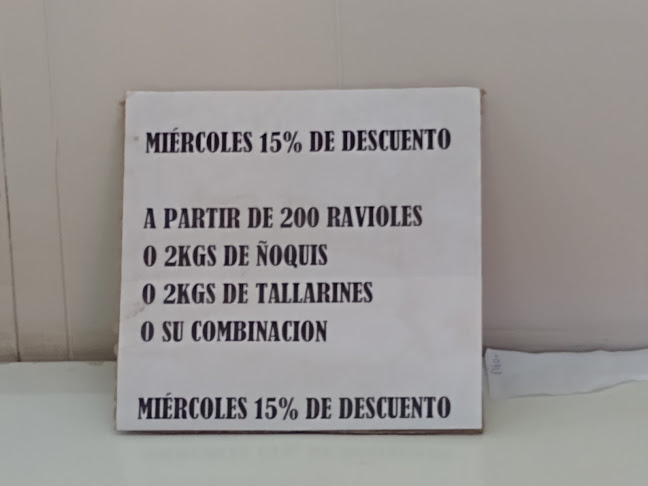 MIÉRCOLES 15% DE DESCUENTO
A PARTIR DE 200 RAVIOLES
O 2KGS DE ÑOQUIS
O 2KGS DE TALLARINES
O SU COMBINACION
MIÉRCOLES 15% DE DESCUENTO